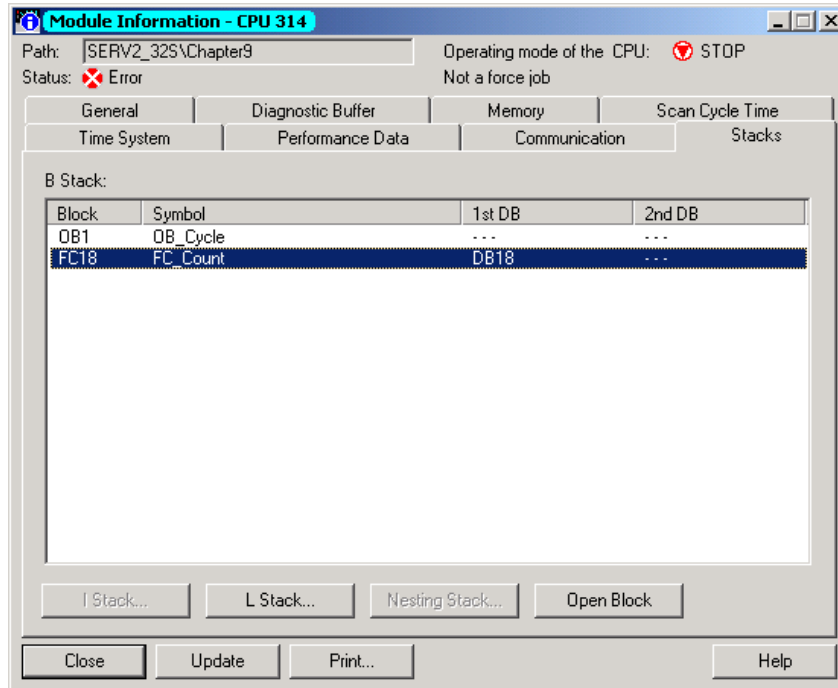 Module Information - CPU 314
Path: SERV2_32S\Chapter9 Operating mode of the CPU: STOP
Status: Error Not a force job
General Diagnostic Buffer Memory Scan Cycle Time
Time System Performance Data Communication Stacks
B Stack:
Block Symbol 1st DB 2nd DB
OB1 OB_Cycle - - - - - -
FC18 FC_Count DB18 - - -
I Stack... L Stack... Nesting Stack... Open Block
Close Update Print... Help